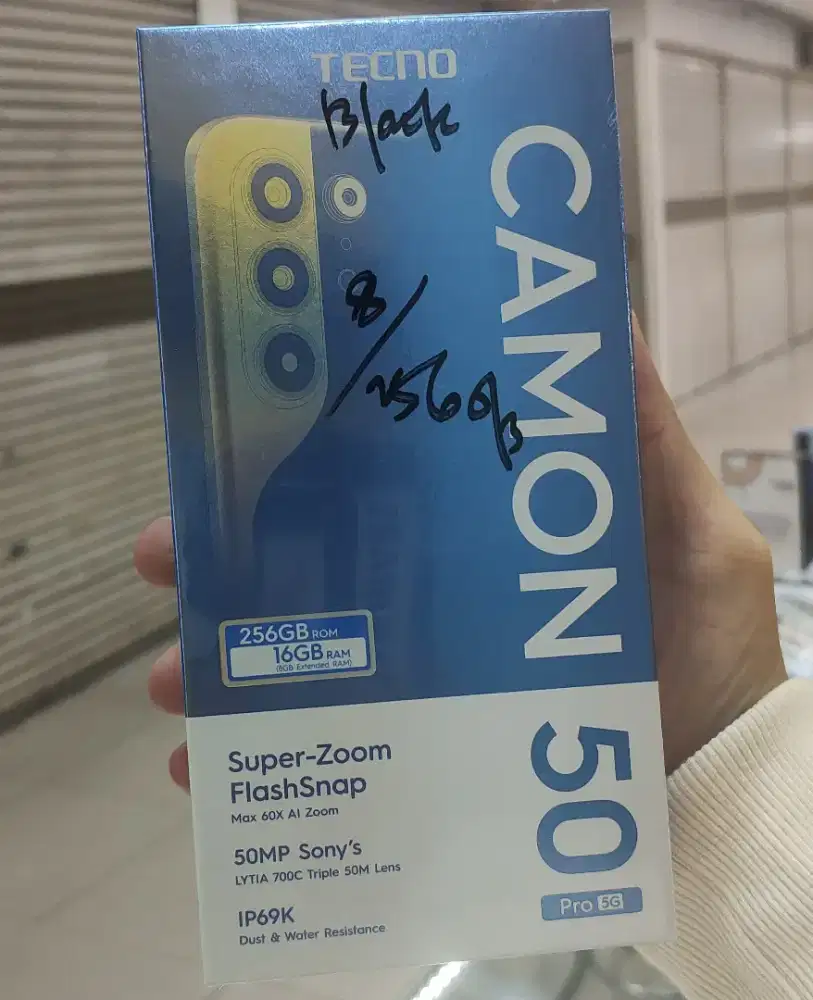 TECNO
Black
8/256GB
CAMON 50
Pro 5G
256GB ROM
16GB RAM
(8GB Extended RAM)
Super-Zoom
FlashSnap
Max 60X AI Zoom
50MP Sony's
LYTIA 700C Triple 50M Lens
IP69K
Dust & Water Resistance